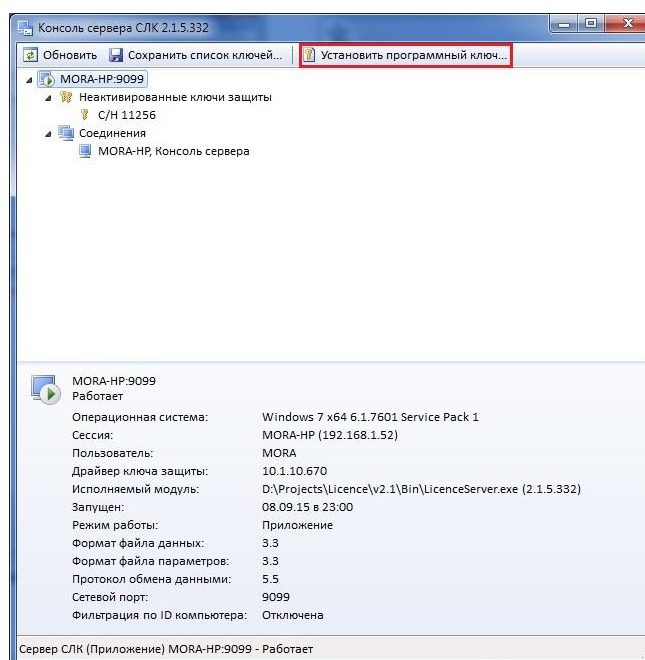 Консоль сервера СЛК 2.1.5.332
Обновить Сохранить список ключей... Установить программный ключ...
MORA-HP:9099
Неактивированные ключи защиты
С/Н 11256
Соединения
MORA-HP, Консоль сервера
MORA-HP:9099
Работает
Операционная система: Windows 7 x64 6.1.7601 Service Pack 1
Сессия: MORA-HP (192.168.1.52)
Пользователь: MORA
Драйвер ключа защиты: 10.1.10.670
Исполняемый модуль: D:\Projects\Licence\v2.1\Bin\LicenceServer.exe (2.1.5.332)
Запущен: 08.09.15 в 23:00
Режим работы: Приложение
Формат файла данных: 3.3
Формат файла параметров: 3.3
Протокол обмена данными: 5.5
Сетевой порт: 9099
Фильтрация по ID компьютера: Отключена
Сервер СЛК (Приложение) MORA-HP:9099 - Работает